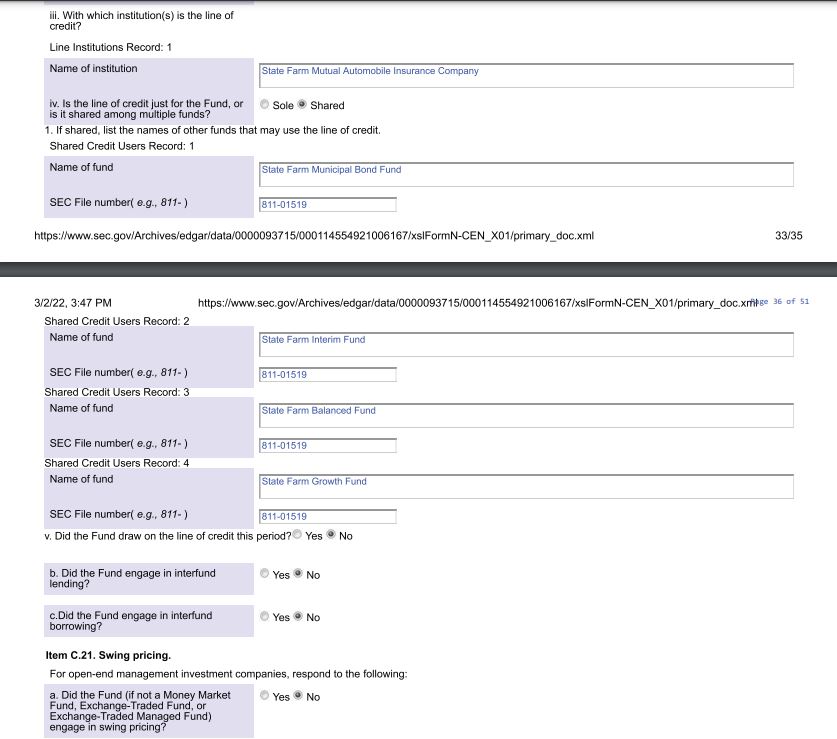 iii. With which institution(s) is the line of
credit?
Line Institutions Record: 1
Name of institution
State Farm Mutual Automobile Insurance Company
iv. Is the line of credit just for the Fund, or
is it shared among multiple funds?
Sole Shared
1. If shared, list the names of other funds that may use the line of credit.
Shared Credit Users Record: 1
Name of fund
State Farm Municipal Bond Fund
SEC File number( e.g., 811- )
811-01519
https://www.sec.gov/Archives/edgar/data/0000093715/000114554921006167/xslFormN-CEN_X01/primary_doc.xml 33/35
3/2/22, 3:47 PM https://www.sec.gov/Archives/edgar/data/0000093715/000114554921006167/xslFormN-CEN_X01/primary_doc.xml Page 36 of 51
Shared Credit Users Record: 2
Name of fund
State Farm Interim Fund
SEC File number( e.g., 811- )
811-01519
Shared Credit Users Record: 3
Name of fund
State Farm Balanced Fund
SEC File number( e.g., 811- )
811-01519
Shared Credit Users Record: 4
Name of fund
State Farm Growth Fund
SEC File number( e.g., 811- )
811-01519
v. Did the Fund draw on the line of credit this period? Yes No
b. Did the Fund engage in interfund
lending?
Yes No
c.Did the Fund engage in interfund
borrowing?
Yes No
Item C.21. Swing pricing.
For open-end management investment companies, respond to the following:
a. Did the Fund (if not a Money Market
Fund, Exchange-Traded Fund, or
Exchange-Traded Managed Fund)
engage in swing pricing?
Yes No